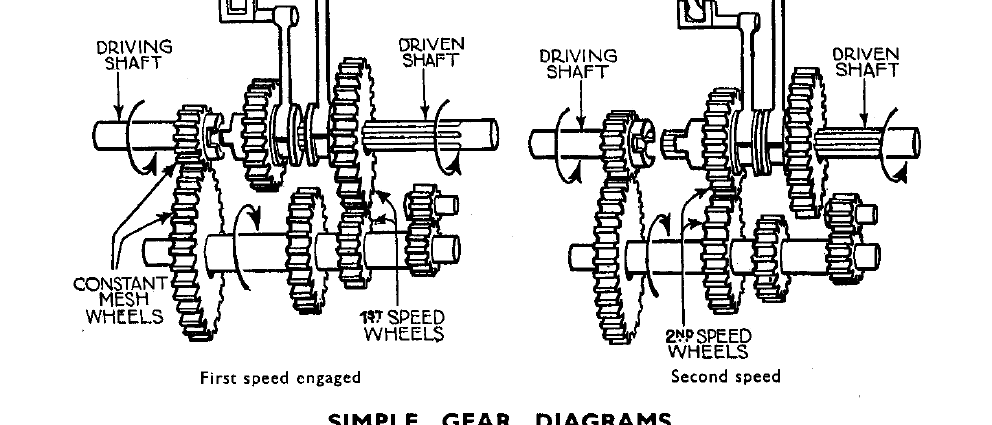 DRIVING
SHAFT
DRIVEN
SHAFT
CONSTANT
MESH
WHEELS
1ST SPEED
WHEELS
First speed engaged
DRIVING
SHAFT
DRIVEN
SHAFT
2ND SPEED
WHEELS
Second speed
SIMPLE GEAR DIAGRAMS